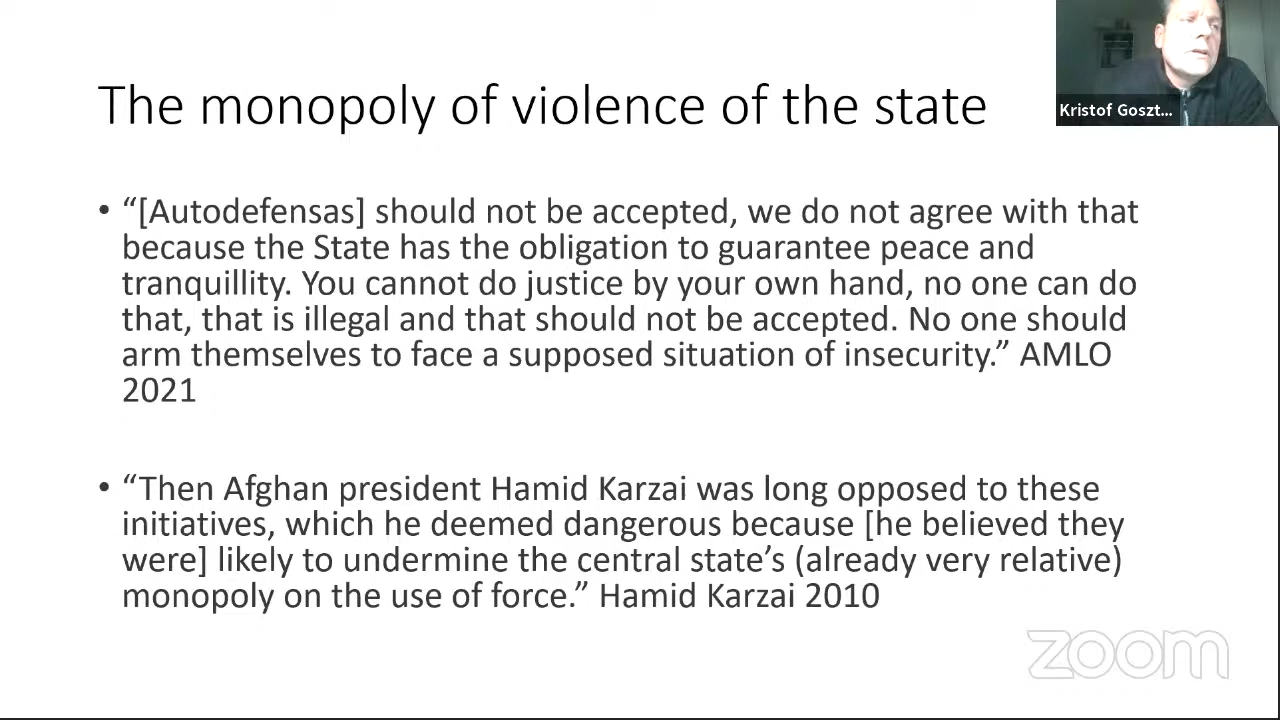 The monopoly of violence of the state
Kristof Goszt...
• “[Autodefensas] should not be accepted, we do not agree with that
because the State has the obligation to guarantee peace and
tranquillity. You cannot do justice by your own hand, no one can do
that, that is illegal and that should not be accepted. No one should
arm themselves to face a supposed situation of insecurity.” AMLO
2021
• “Then Afghan president Hamid Karzai was long opposed to these
initiatives, which he deemed dangerous because [he believed they
were] likely to undermine the central state’s (already very relative)
monopoly on the use of force.” Hamid Karzai 2010
zoom